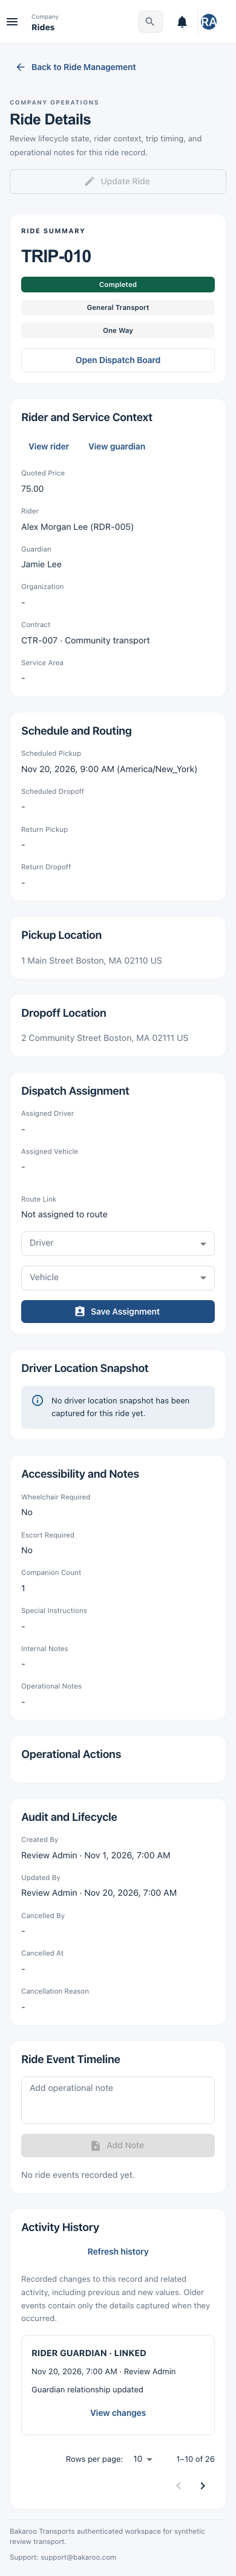 Company
Rides
RA
Back to Ride Management
COMPANY OPERATIONS
Ride Details
Review lifecycle state, rider context, trip timing, and
operational notes for this ride record.
Update Ride
RIDE SUMMARY
TRIP-010
Completed
General Transport
One Way
Open Dispatch Board
Rider and Service Context
View rider View guardian
Quoted Price
75.00
Rider
Alex Morgan Lee (RDR-005)
Guardian
Jamie Lee
Organization
-
Contract
CTR-007 · Community transport
Service Area
-
Schedule and Routing
Scheduled Pickup
Nov 20, 2026, 9:00 AM (America/New_York)
Scheduled Dropoff
-
Return Pickup
-
Return Dropoff
-
Pickup Location
1 Main Street Boston, MA 02110 US
Dropoff Location
2 Community Street Boston, MA 02111 US
Dispatch Assignment
Assigned Driver
-
Assigned Vehicle
-
Route Link
Not assigned to route
Driver
Vehicle
Save Assignment
Driver Location Snapshot
No driver location snapshot has been
captured for this ride yet.
Accessibility and Notes
Wheelchair Required
No
Escort Required
No
Companion Count
1
Special Instructions
-
Internal Notes
-
Operational Notes
-
Operational Actions
Audit and Lifecycle
Created By
Review Admin · Nov 1, 2026, 7:00 AM
Updated By
Review Admin · Nov 20, 2026, 7:00 AM
Cancelled By
-
Cancelled At
-
Cancellation Reason
-
Ride Event Timeline
Add operational note
Add Note
No ride events recorded yet.
Activity History
Refresh history
Recorded changes to this record and related
activity, including previous and new values. Older
events contain only the details captured when they
occurred.
RIDER GUARDIAN · LINKED
Nov 20, 2026, 7:00 AM · Review Admin
Guardian relationship updated
View changes
Rows per page: 10 1–10 of 26
Bakaroo Transports authenticated workspace for synthetic
review transport.
Support: support@bakaroo.com